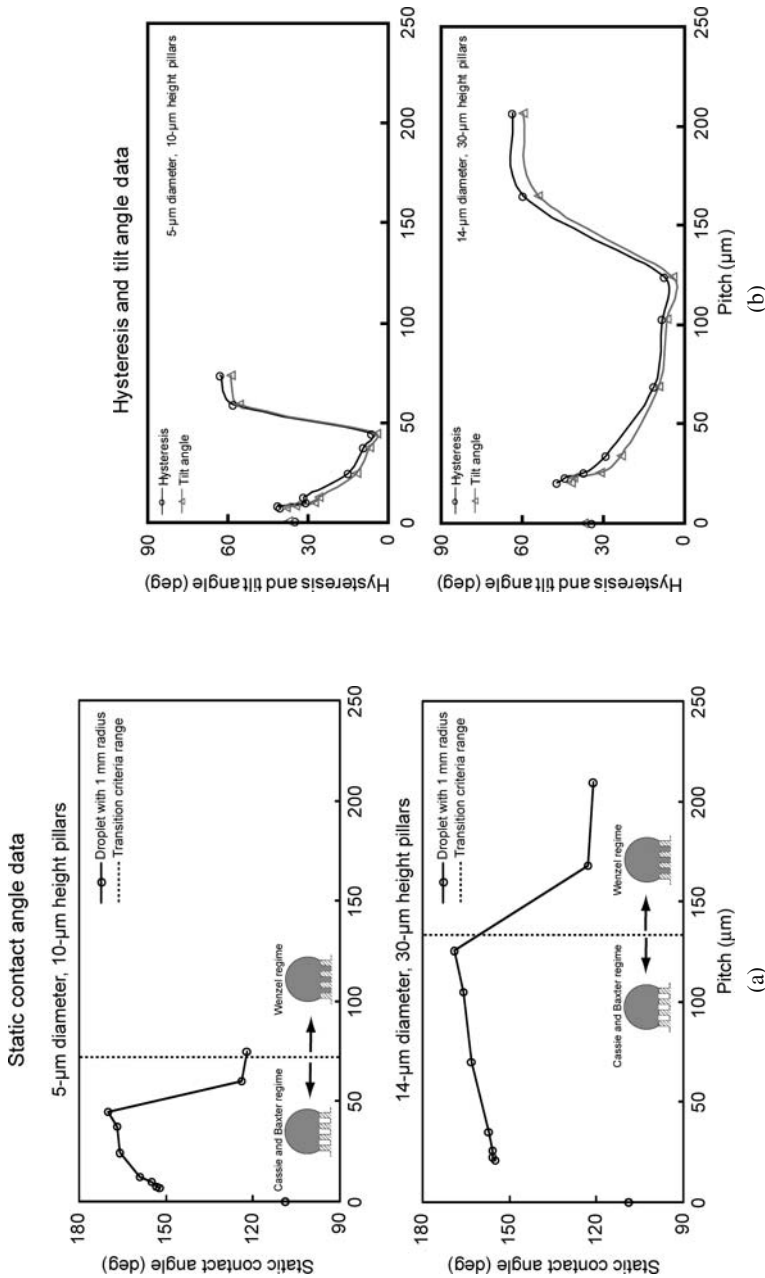 Static contact angle data
5-μm diameter, 10-μm height pillars
Static contact angle (deg)
180
150
120
90
Droplet with 1 mm radius
Transition criteria range
Cassie and Baxter regime
Wenzel regime
0
50
100
150
200
250
14-μm diameter, 30-μm height pillars
Static contact angle (deg)
180
150
120
90
Droplet with 1 mm radius
Transition criteria range
Cassie and Baxter regime
Wenzel regime
0
50
100
150
200
250
Pitch (μm)
(a)
Hysteresis and tilt angle data
Hysteresis and tilt angle (deg)
90
60
30
0
Hysteresis
Tilt angle
5-μm diameter, 10-μm height pillars
0
50
100
150
200
250
Hysteresis and tilt angle (deg)
90
60
30
0
Hysteresis
Tilt angle
14-μm diameter, 30-μm height pillars
0
50
100
150
200
250
Pitch (μm)
(b)